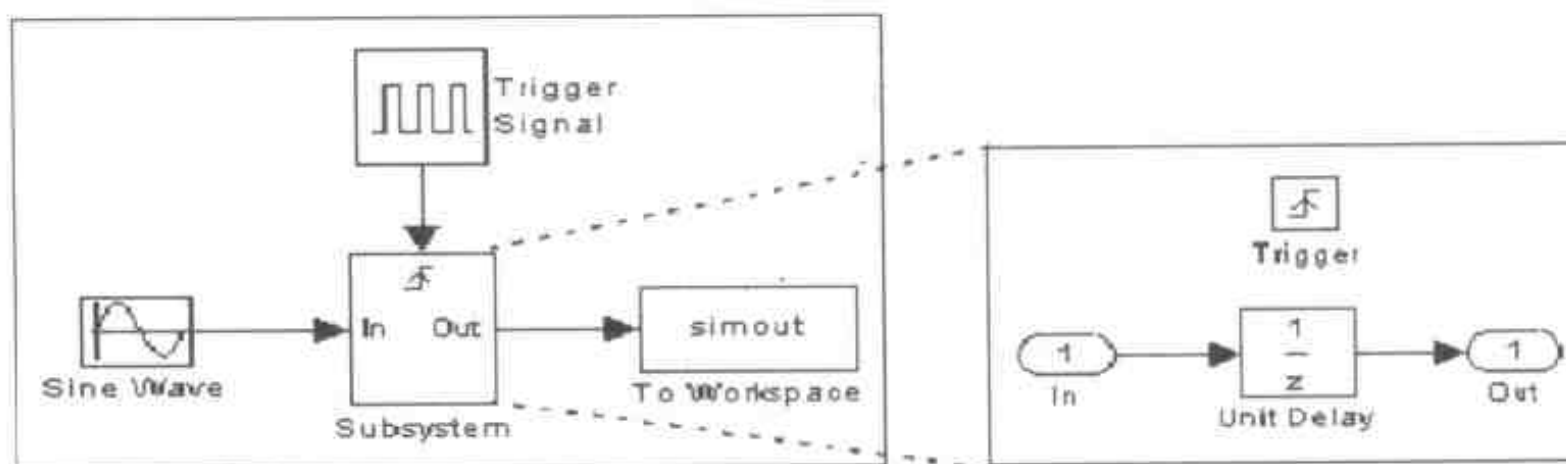 Trigger
Signal
In Out
simout
Sine Wave
To Workspace
Subsystem
Trigger
1
In
1
z
Unit Delay
1
Out